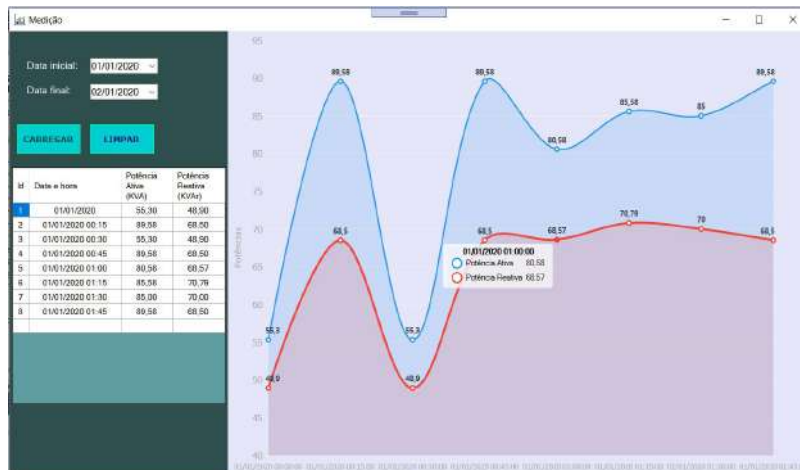 Medição
Data inicial: 01/01/2020
Data final: 02/01/2020
CARREGAR LIMPAR
Id Data e hora Potência Ativa (KVA) Potência Reativa (KVAr)
1 01/01/2020 55,30 48,90
2 01/01/2020 00:15 89,58 68,50
3 01/01/2020 00:30 55,30 48,90
4 01/01/2020 00:45 89,58 68,50
5 01/01/2020 01:00 80,58 68,57
6 01/01/2020 01:15 85,58 70,79
7 01/01/2020 01:30 85,00 70,00
8 01/01/2020 01:45 89,58 68,50
Potências
95
90
85
80
75
70
65
60
55
50
45
40
55,3
89,58
55,3
89,58
80,58
85,58
85
89,58
48,9
68,5
48,9
68,5
68,57
70,79
70
68,5
01/01/2020 01:00:00
Potência Ativa 80,58
Potência Reativa 68,57